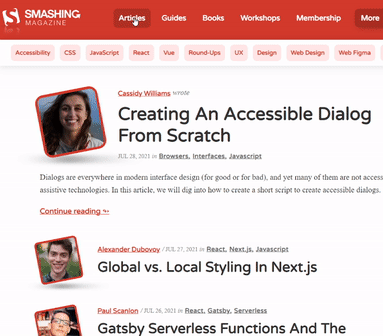 SMASHING
MAGAZINE
Articles Guides Books Workshops Membership More
Accessibility CSS JavaScript React Vue Round-Ups UX Design Web Design Web Figma
Cassidy Williams wrote
Creating An Accessible Dialog
From Scratch
JUL 28, 2021 in Browsers, Interfaces, Javascript
Dialogs are everywhere in modern interface design (for good or for bad), and yet many of them are not access
assistive technologies. In this article, we will dig into how to create a short script to create accessible dialogs.
Continue reading
Alexander Dubovoy / JUL 27, 2021 in React, Next.js, Javascript
Global vs. Local Styling In Next.js
Paul Scanlon / JUL 26, 2021 in React, Gatsby, Serverless
Gatsby Serverless Functions And The